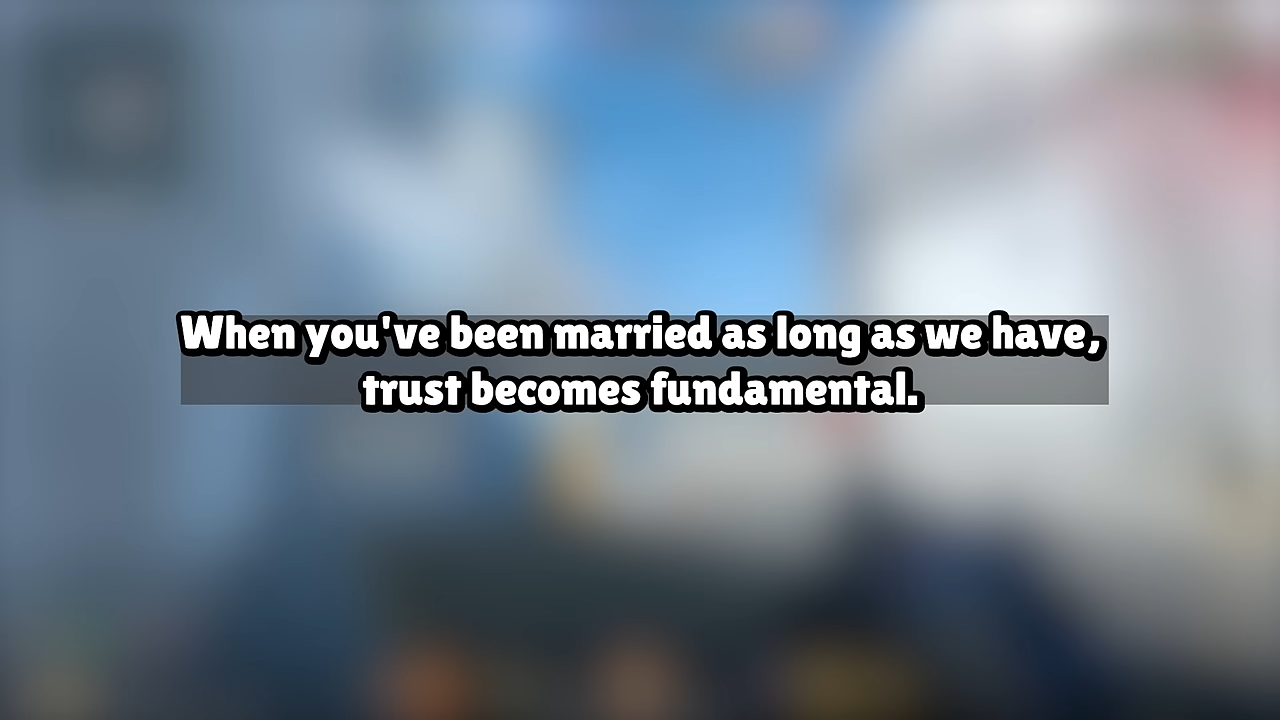 When you've been married as long as we have,
trust becomes fundamental.